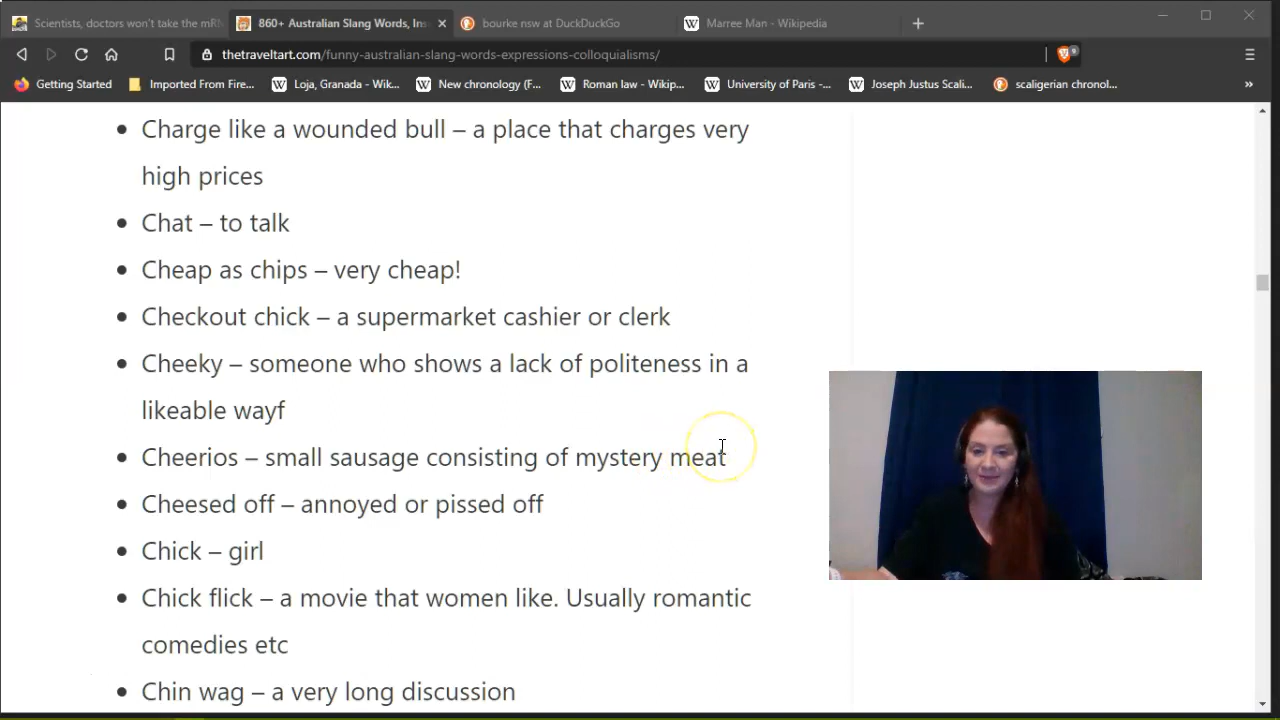 Scientists, doctors won't take the mRN
860+ Australian Slang Words, Ins
bourke nsw at DuckDuckGo
Marree Man - Wikipedia
thetraveltart.com/funny-australian-slang-words-expressions-colloquialisms/
9
Getting Started
Imported From Fire...
Loja, Granada - Wik...
New chronology (F...
Roman law - Wikip...
University of Paris -...
Joseph Justus Scali...
scaligerian chronol...
»
• Charge like a wounded bull – a place that charges very
high prices
• Chat – to talk
• Cheap as chips – very cheap!
• Checkout chick – a supermarket cashier or clerk
• Cheeky – someone who shows a lack of politeness in a
likeable wayf
• Cheerios – small sausage consisting of mystery meat
• Cheesed off – annoyed or pissed off
• Chick – girl
• Chick flick – a movie that women like. Usually romantic
comedies etc
• Chin wag – a very long discussion